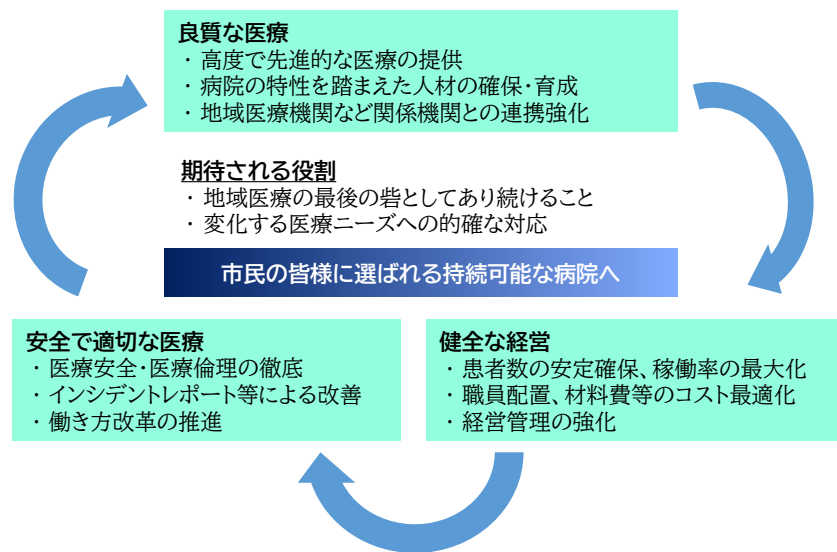 良質な医療
・高度で先進的な医療の提供
・病院の特性を踏まえた人材の確保・育成
・地域医療機関など関係機関との連携強化
期待される役割
・地域医療の最後の砦としてあり続けること
・変化する医療ニーズへの的確な対応
市民の皆様に選ばれる持続可能な病院へ
安全で適切な医療
・医療安全・医療倫理の徹底
・インシデントレポート等による改善
・働き方改革の推進
健全な経営
・患者数の安定確保、稼働率の最大化
・職員配置、材料費等のコスト最適化
・経営管理の強化